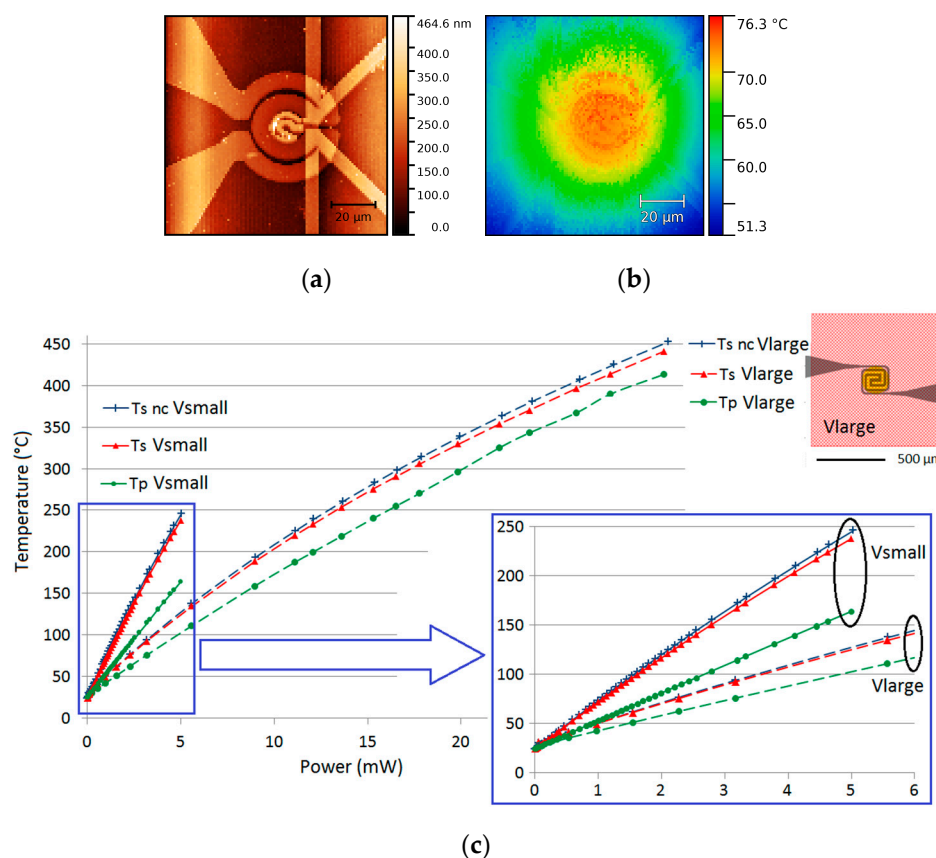 464.6 nm
400.0
350.0
300.0
250.0
200.0
100.0
0.0
20 µm
76.3 °C
70.0
65.0
60.0
51.3
20 µm
(a)
(b)
Temperature (°C)
450
400
350
300
250
200
150
100
50
0
0
5
10
15
20
Power (mW)
Ts nc Vsmall
Ts Vsmall
Tp Vsmall
Ts nc Vlarge
Ts Vlarge
Tp Vlarge
Vlarge
500 µm
250
200
150
100
50
0
0
1
2
3
4
5
6
Vsmall
Vlarge
(c)